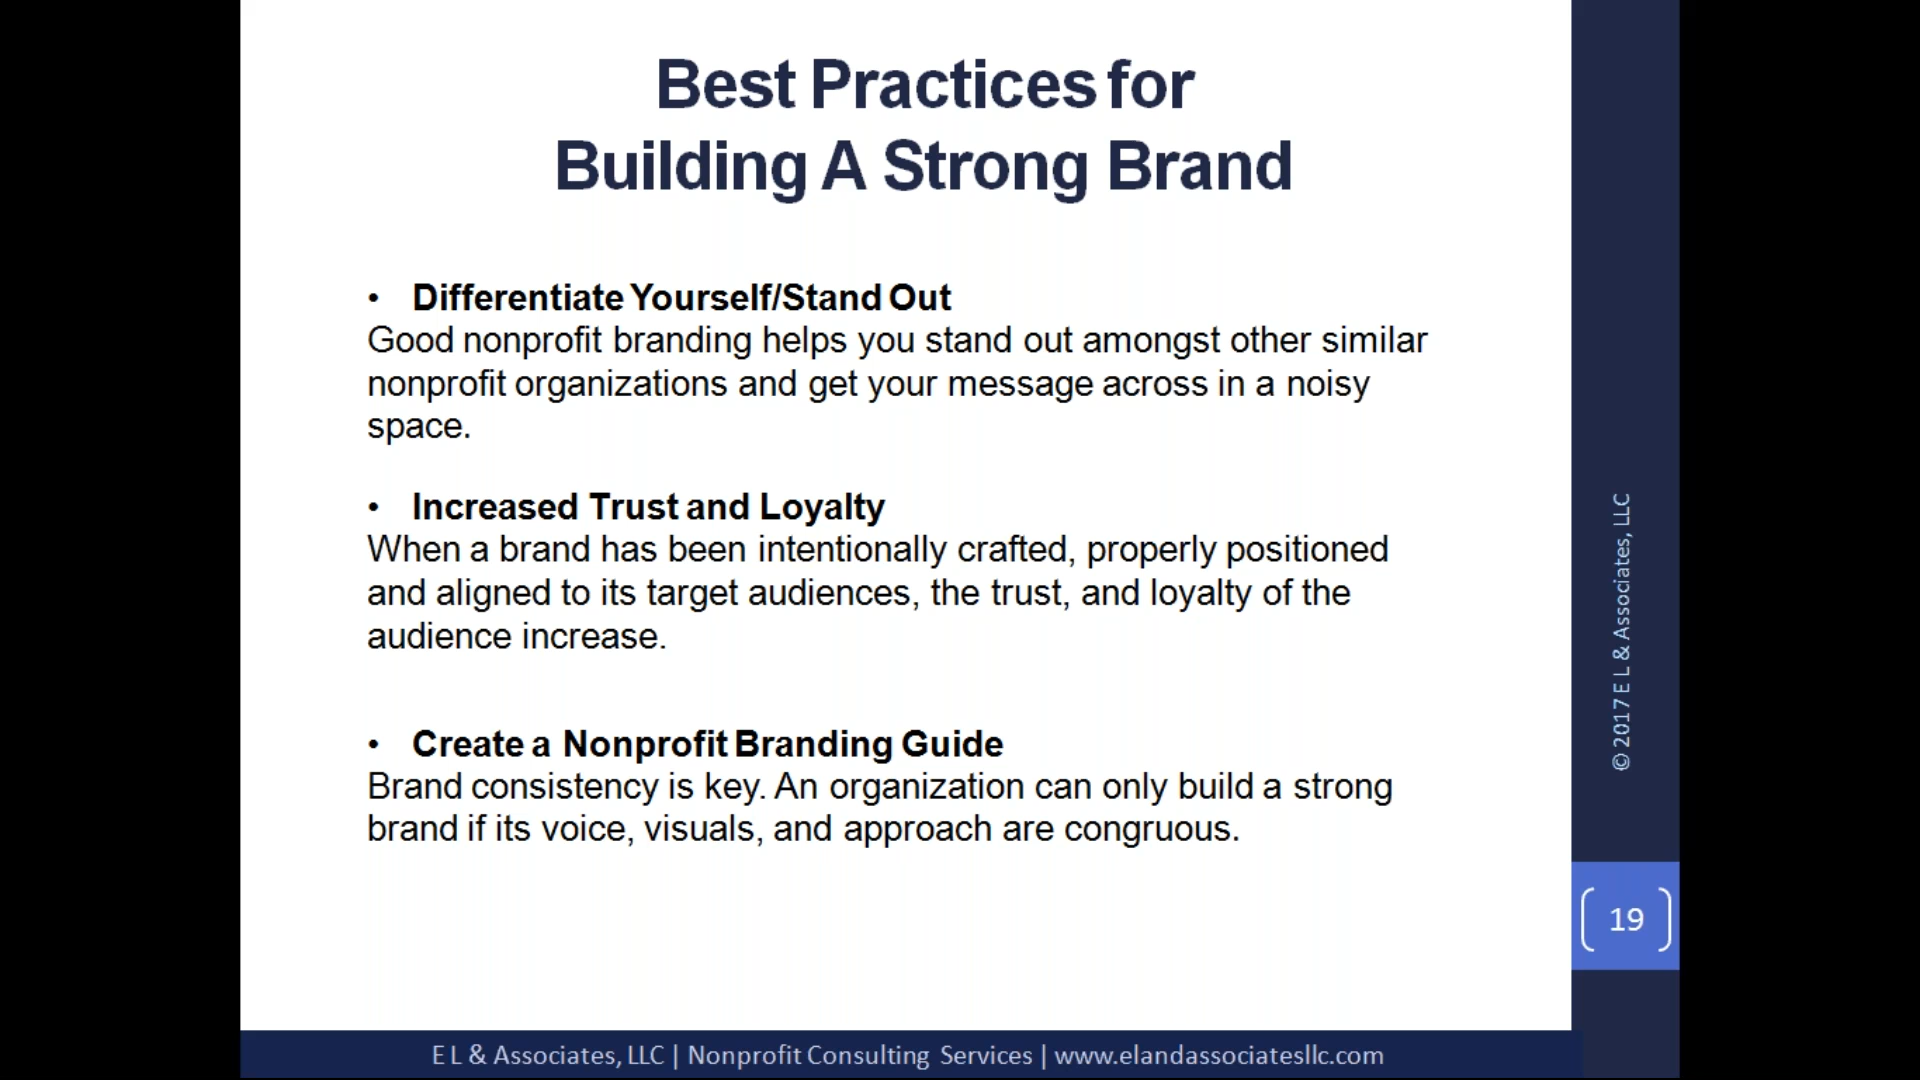 Best Practices for
Building A Strong Brand
• Differentiate Yourself/Stand Out
Good nonprofit branding helps you stand out amongst other similar
nonprofit organizations and get your message across in a noisy
space.
• Increased Trust and Loyalty
When a brand has been intentionally crafted, properly positioned
and aligned to its target audiences, the trust, and loyalty of the
audience increase.
• Create a Nonprofit Branding Guide
Brand consistency is key. An organization can only build a strong
brand if its voice, visuals, and approach are congruous.
© 2017 E L & Associates, LLC
19
E L & Associates, LLC | Nonprofit Consulting Services | www.elandassociatesllc.com